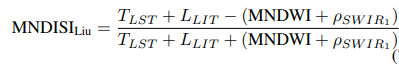 MNDISI_Liu = T_LST + L_LIT − (MNDWI + ρ_SWIR₁)
T_LST + L_LIT + (MNDWI + ρ_SWIR₁)
(